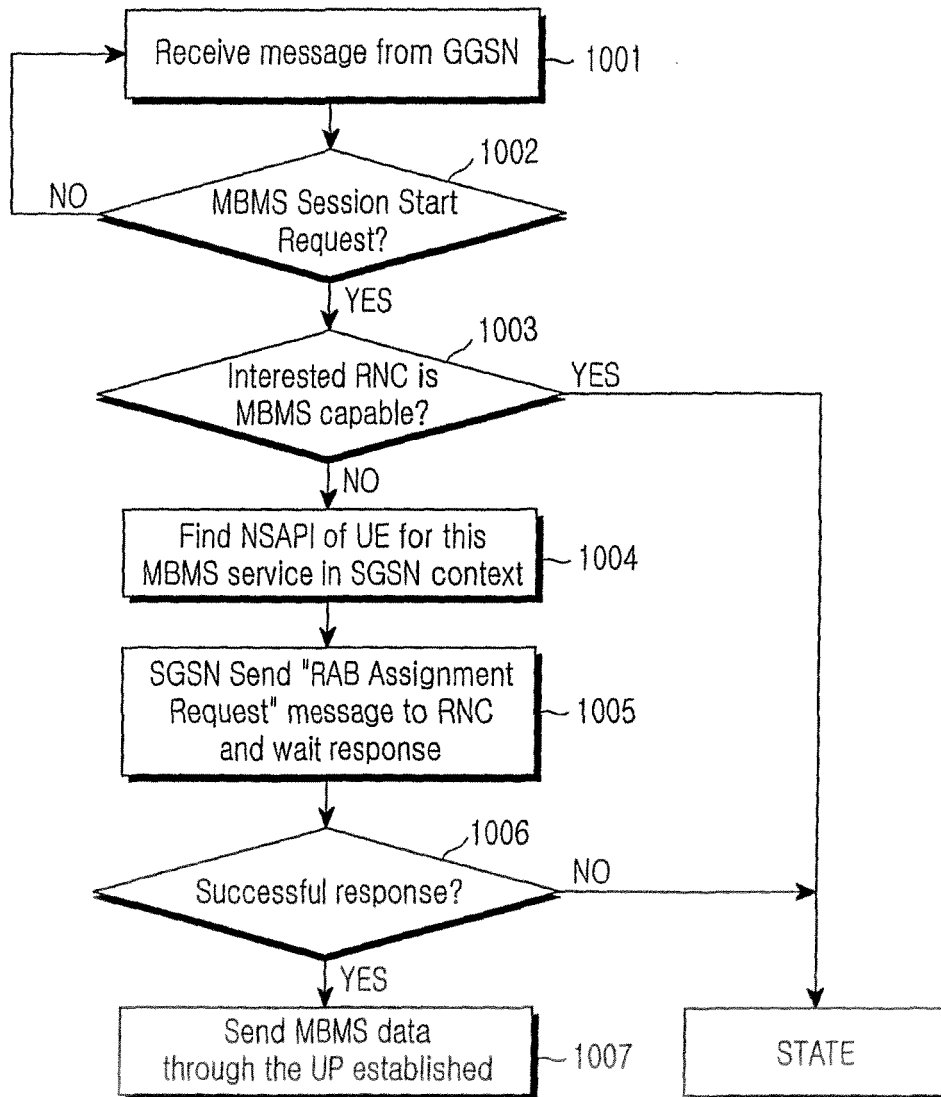 Receive message from GGSN
1001
1002
NO
MBMS Session Start
Request?
YES
1003
Interested RNC is
MBMS capable?
YES
NO
Find NSAPI of UE for this
MBMS service in SGSN context
1004
SGSN Send "RAB Assignment
Request" message to RNC
and wait response
1005
1006
Successful response?
NO
YES
Send MBMS data
through the UP established
1007
STATE